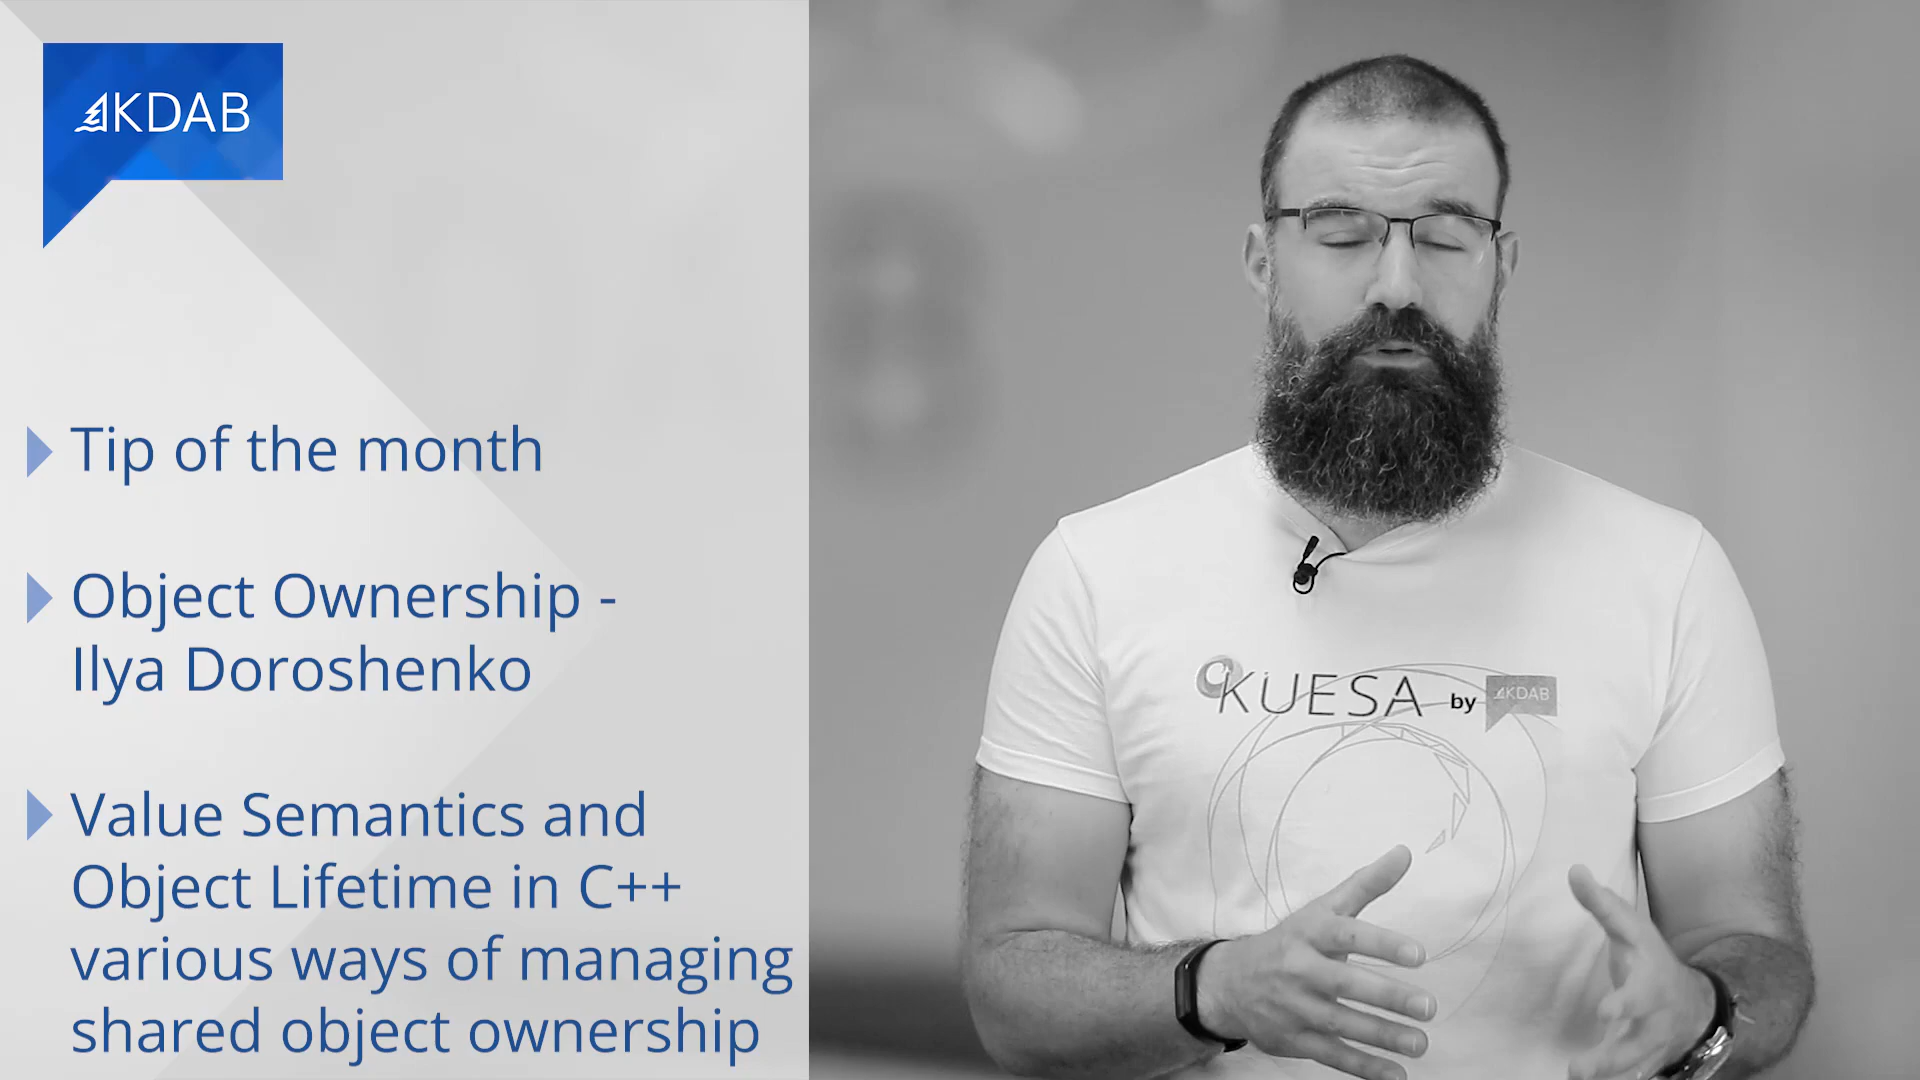 KDAB
Tip of the month
Object Ownership -
Ilya Doroshenko
Value Semantics and
Object Lifetime in C++
various ways of managing
shared object ownership
KUESA by KDAB